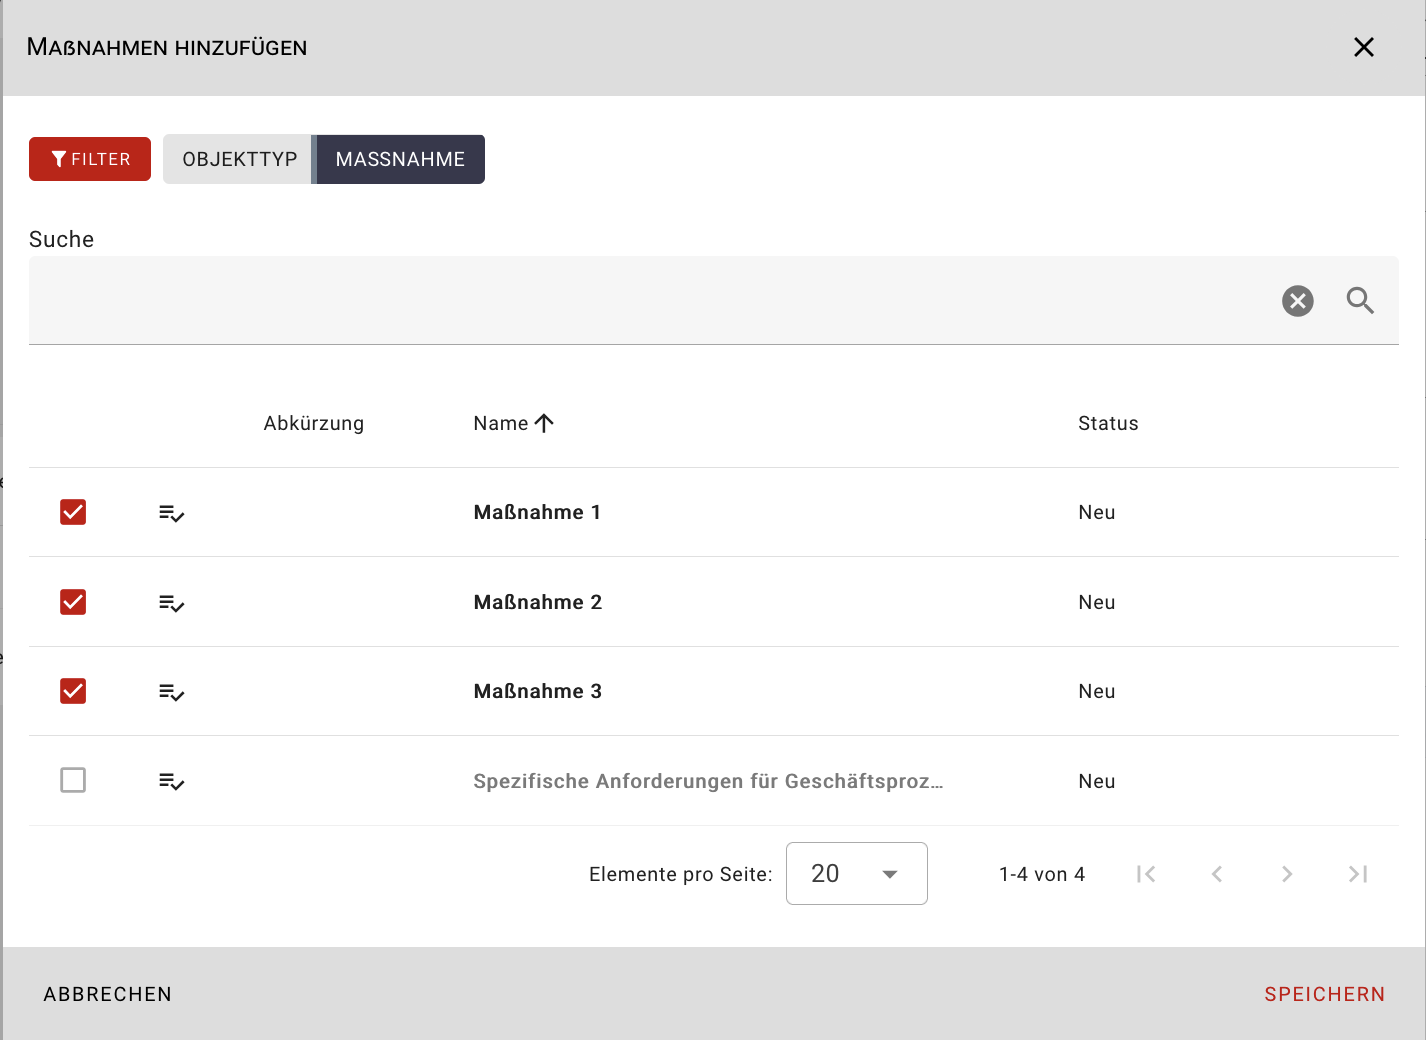 Maßnahmen hinzufügen
FILTER OBJEKTTYP MASSNAHME
Suche
Abkürzung Name Status
Maßnahme 1 Neu
Maßnahme 2 Neu
Maßnahme 3 Neu
Spezifische Anforderungen für Geschäftsproz… Neu
Elemente pro Seite: 20 1-4 von 4
ABBRECHEN SPEICHERN